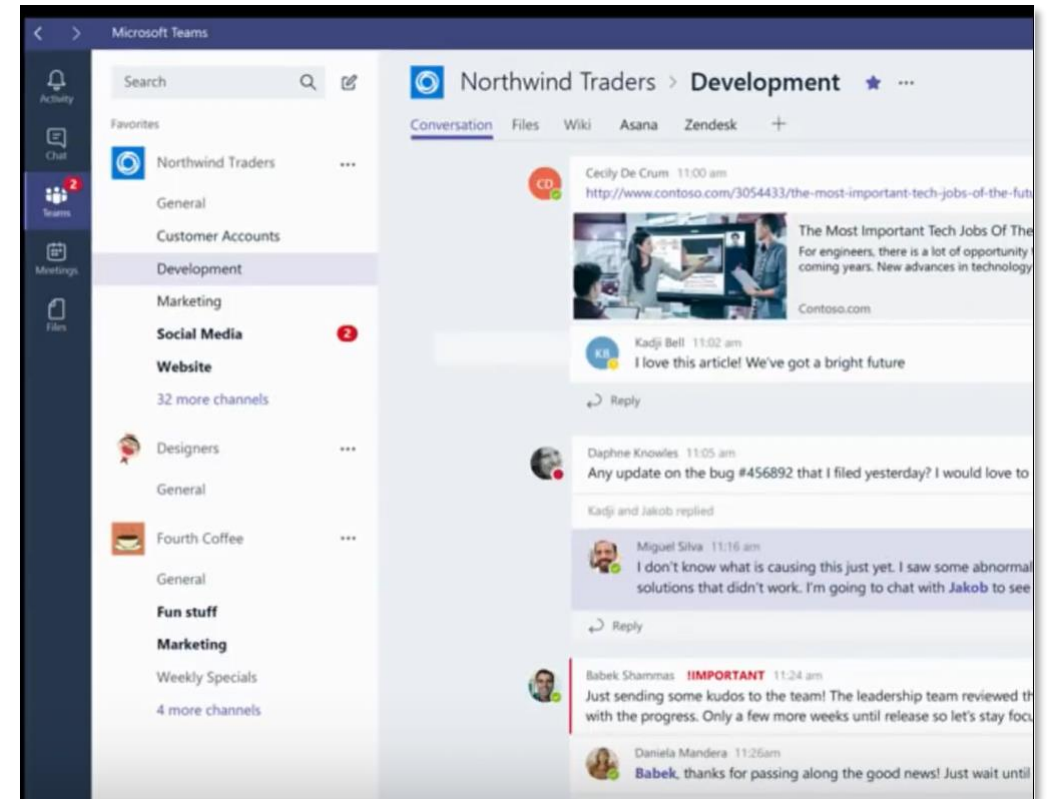 Microsoft Teams
Activity
Chat
2
Teams
Meetings
Files
Search
Favorites
Northwind Traders
General
Customer Accounts
Development
Marketing
Social Media 2
Website
32 more channels
Designers
General
Fourth Coffee
General
Fun stuff
Marketing
Weekly Specials
4 more channels
Northwind Traders > Development
Conversation Files Wiki Asana Zendesk +
CD
Cecily De Crum 11:00 am
http://www.contoso.com/3054433/the-most-important-tech-jobs-of-the-futu
The Most Important Tech Jobs Of The
For engineers, there is a lot of opportunity
coming years. New advances in technology
Contoso.com
KB
Kadji Bell 11:02 am
I love this article! We've got a bright future
Reply
Daphne Knowles 11:05 am
Any update on the bug #456892 that I filed yesterday? I would love to
Kadji and Jakob replied
Miguel Silva 11:16 am
I don't know what is causing this just yet. I saw some abnormal
solutions that didn't work. I'm going to chat with Jakob to see
Reply
Babek Shammas !IMPORTANT 11:24 am
Just sending some kudos to the team! The leadership team reviewed th
with the progress. Only a few more weeks until release so let's stay focu
Daniela Mandera 11:26am
Babek, thanks for passing along the good news! Just wait until